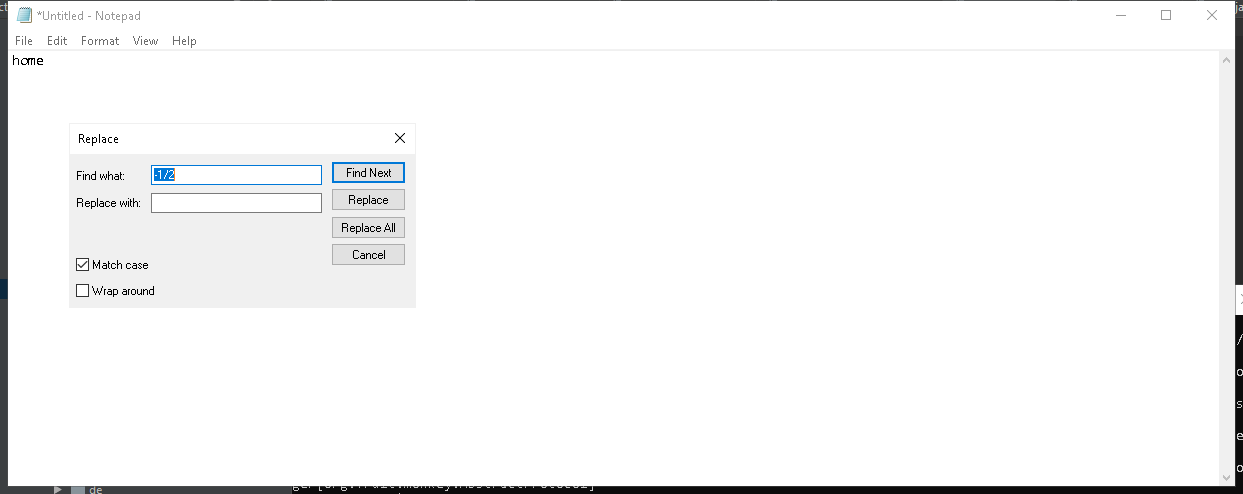 *Untitled - Notepad
File Edit Format View Help
home
Replace
Find what: -1/2 Find Next
Replace with: Replace
Replace All
Cancel
Match case
Wrap around
de